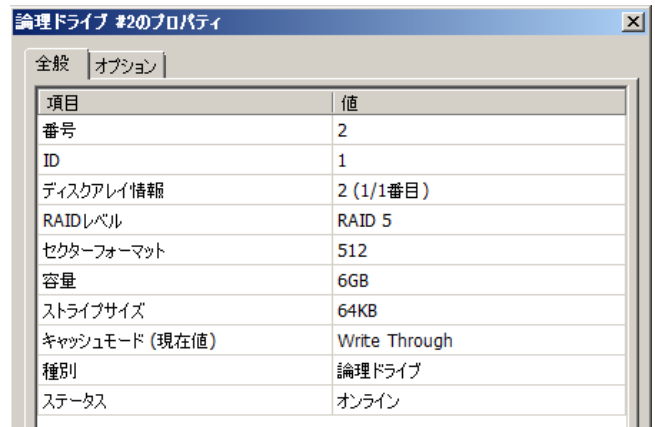 論理ドライブ #2のプロパティ
全般 オプション
項目 値
番号 2
ID 1
ディスクアレイ情報 2 (1/1番目)
RAIDレベル RAID 5
セクターフォーマット 512
容量 6GB
ストライプサイズ 64KB
キャッシュモード (現在値) Write Through
種別 論理ドライブ
ステータス オンライン